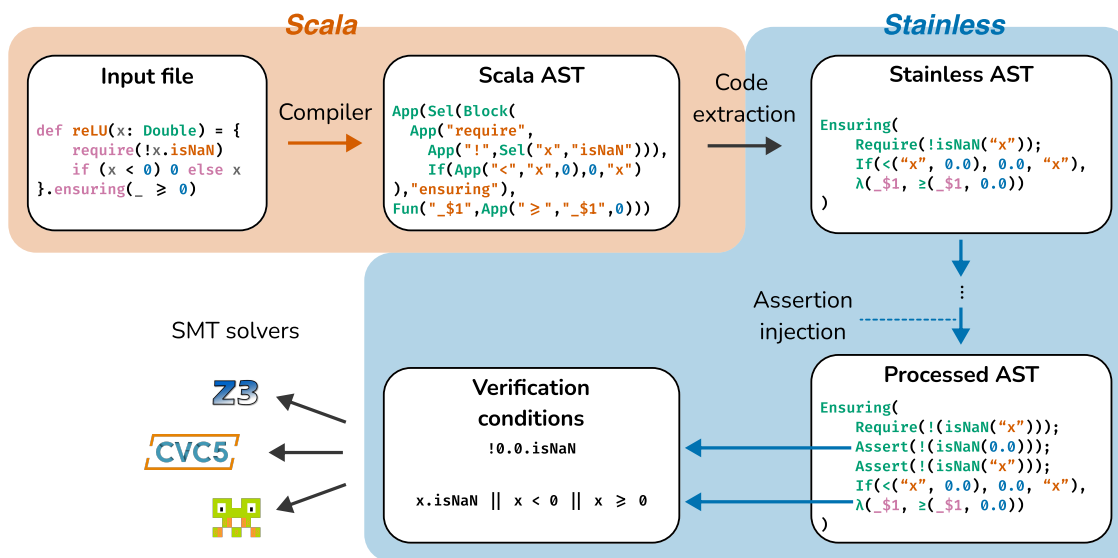 Scala
Stainless
Input file
def reLU(x: Double) = {
require(!x.isNaN)
if (x < 0) 0 else x
}.ensuring(_ ⩾ 0)
Compiler
Scala AST
App(Sel(Block(
App("require",
App("!",Sel("x","isNaN"))),
If(App("<","x",0),0,"x")
),"ensuring"),
Fun("_$1",App("⩾","_$1",0)))
Code
extraction
Stainless AST
Ensuring(
Require(!isNaN(“x”));
If(<(“x”, 0.0), 0.0, “x”),
λ(_$1, ≥(_$1, 0.0))
)
⋮
Assertion
injection
Processed AST
Ensuring(
Require(!(isNaN(“x”)));
Assert(!(isNaN(0.0)));
Assert(!(isNaN(“x”)));
If(<(“x”, 0.0), 0.0, “x”),
λ(_$1, ≥(_$1, 0.0))
)
Verification
conditions
!0.0.isNaN
x.isNaN || x < 0 || x ⩾ 0
SMT solvers
Z3
CVC5